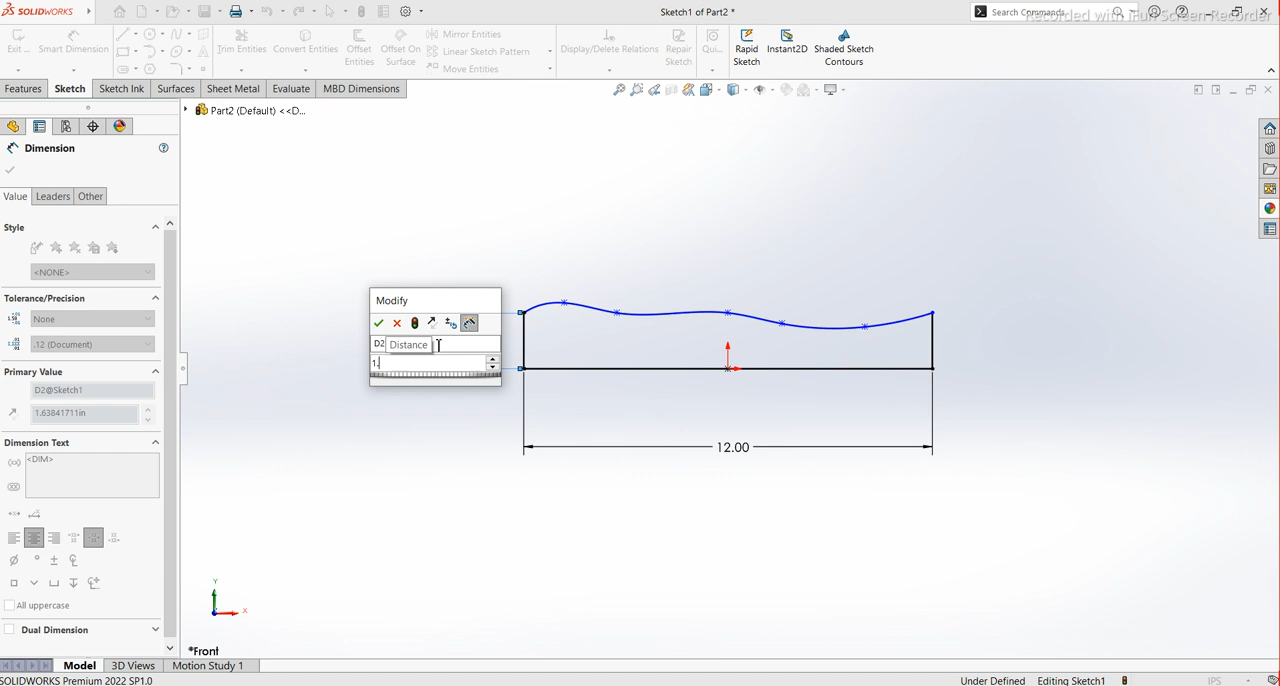 SOLIDWORKS
Sketch1 of Part2 *
Search Commands
Recorded with iFun Screen Recorder
Exit ...
Smart Dimension
Trim Entities
Convert Entities
Offset Entities
Offset On Surface
Mirror Entities
Linear Sketch Pattern
Move Entities
Display/Delete Relations
Repair Sketch
Qui...
Rapid Sketch
Instant2D
Shaded Sketch Contours
Features
Sketch
Sketch Ink
Surfaces
Sheet Metal
Evaluate
MBD Dimensions
Part2 (Default) <<D...
Dimension
Value
Leaders
Other
Style
<NONE>
Tolerance/Precision
None
.12 (Document)
Primary Value
D2@Sketch1
1.63841711in
Dimension Text
<DIM>
All uppercase
Dual Dimension
Modify
D2
Distance
1.
12.00
Y
X
*Front
Model
3D Views
Motion Study 1
SOLIDWORKS Premium 2022 SP1.0
Under Defined
Editing Sketch1
IPS